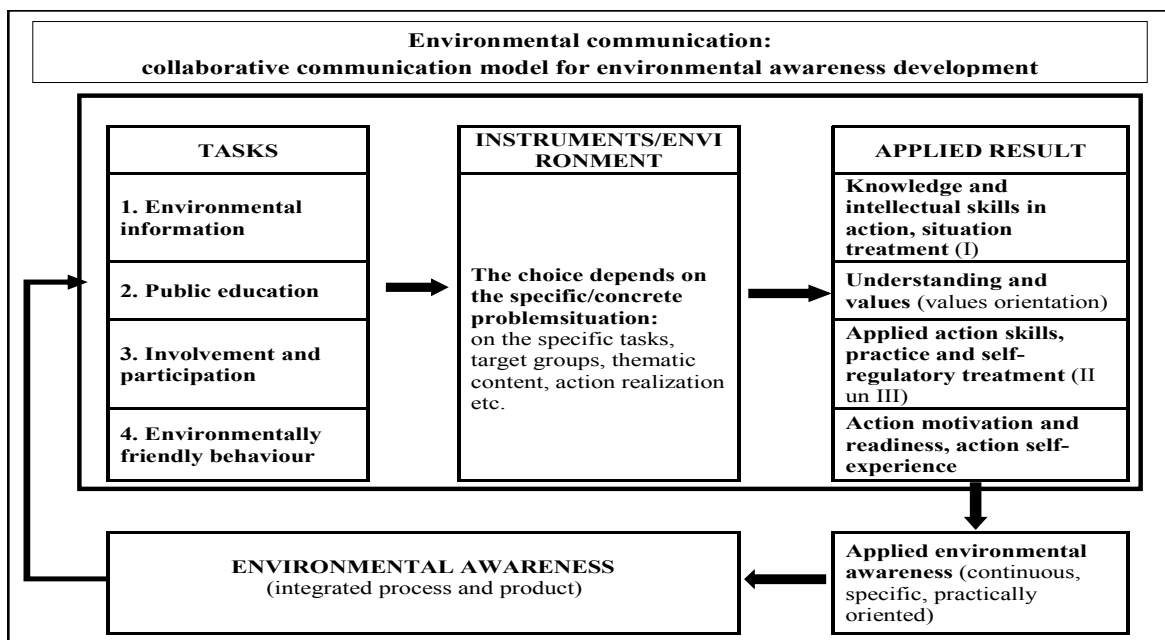 Environmental communication:
collaborative communication model for environmental awareness development
TASKS
1. Environmental
information
2. Public education
3. Involvement and
participation
4. Environmentally
friendly behaviour
INSTRUMENTS/ENVI
RONMENT
The choice depends on
the specific/concrete
problemsituation:
on the specific tasks,
target groups, thematic
content, action realization
etc.
APPLIED RESULT
Knowledge and
intellectual skills in
action, situation
treatment (I)
Understanding and
values (values orientation)
Applied action skills,
practice and self-
regulatory treatment (II
un III)
Action motivation and
readiness, action self-
experience
Applied environmental
awareness (continuous,
specific, practically
oriented)
ENVIRONMENTAL AWARENESS
(integrated process and product)